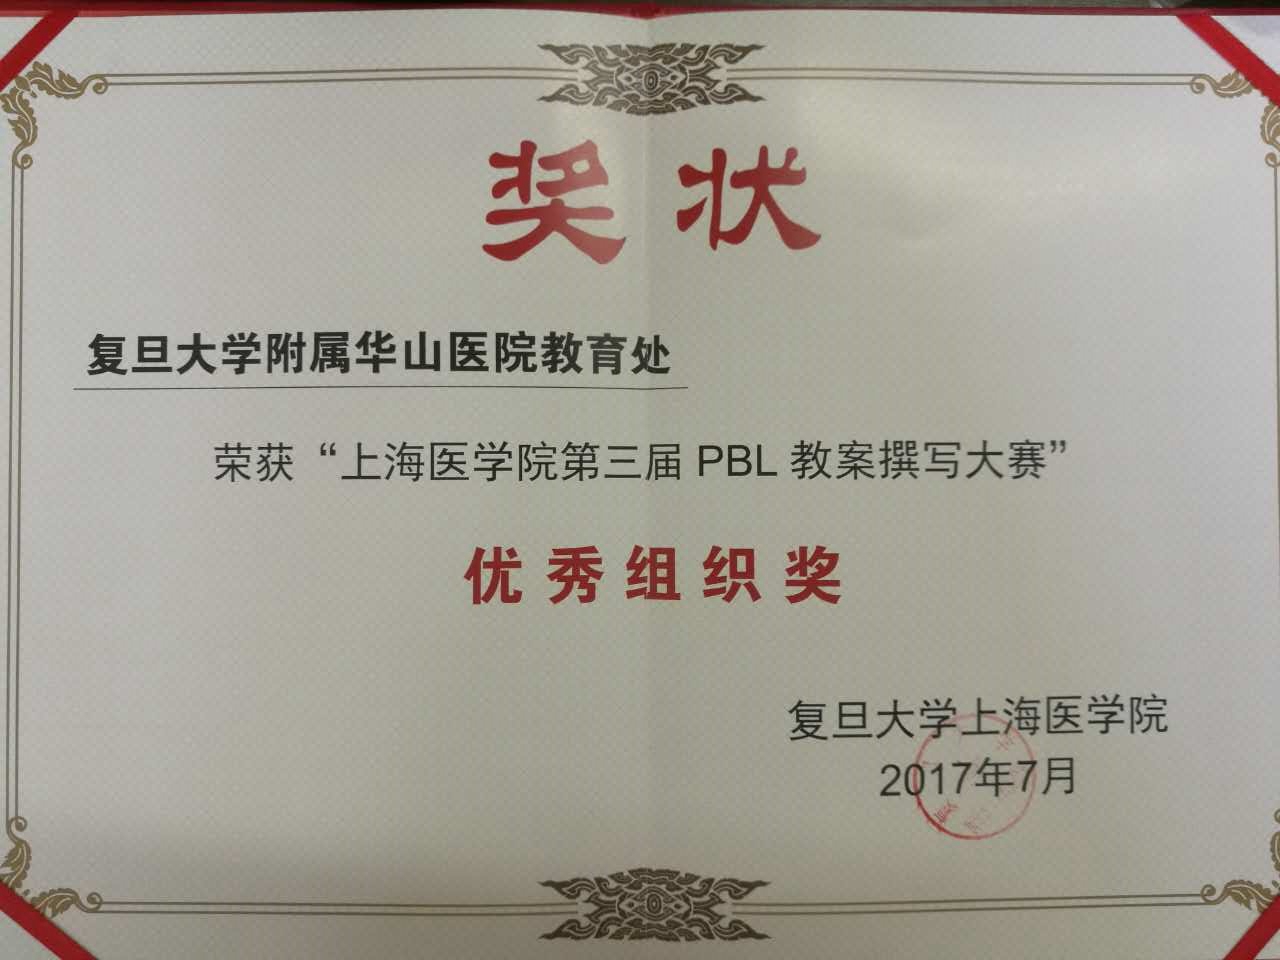 奖状
复旦大学附属华山医院教育处
荣获“上海医学院第三届 PBL 教案撰写大赛”
优秀组织奖
复旦大学上海医学院
2017年7月